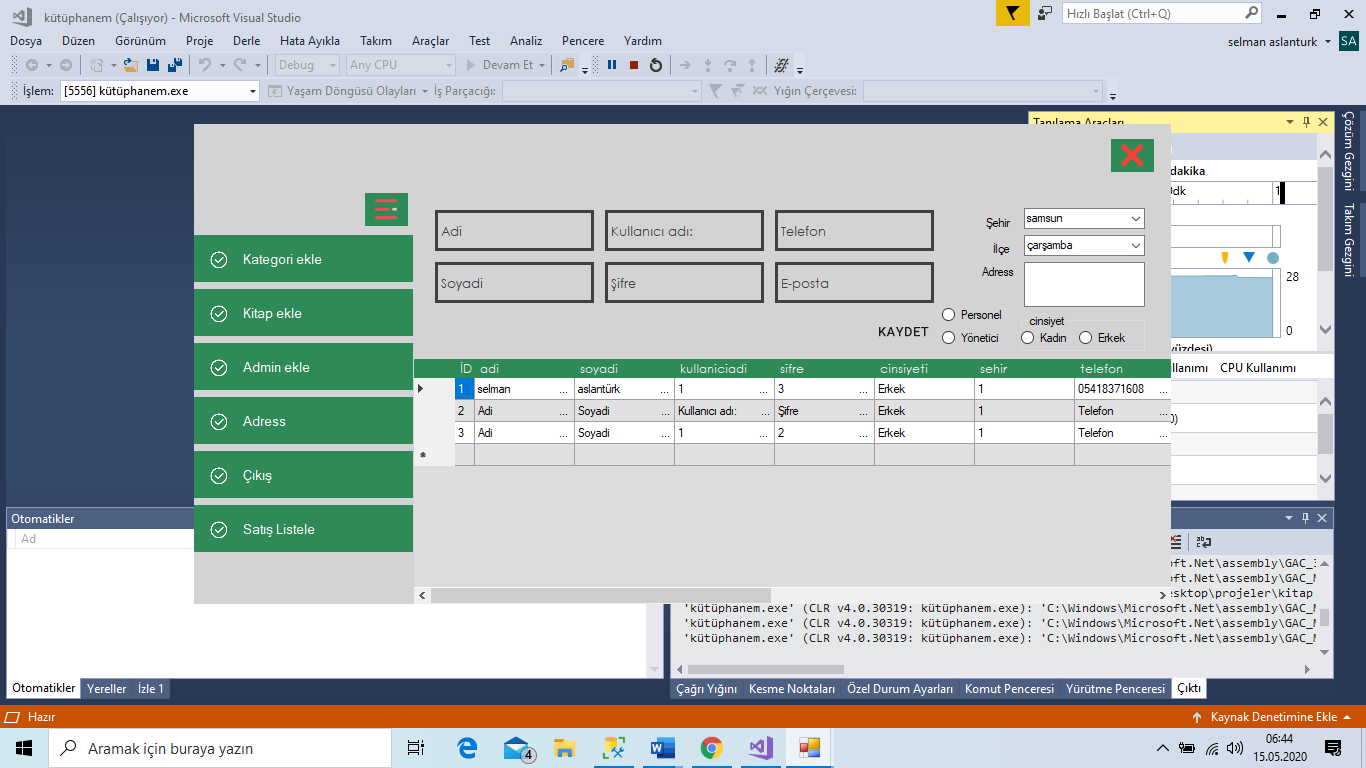 kütüphanem (Çalışıyor) - Microsoft Visual Studio
Hızlı Başlat (Ctrl+Q)
Dosya Düzen Görünüm Proje Derle Hata Ayıkla Takım Araçlar Test Analiz Pencere Yardım
selman aslanturk SA
Debug Any CPU Devam Et
İşlem: [5556] kütüphanem.exe Yaşam Döngüsü Olayları İş Parçacığı: Yığın Çerçevesi:
Tanılama Araçları
Çözüm Gezgini
Takım Gezgini
dakika
0dk 1
28
0
yüzdesi)
llanımı CPU Kullanımı
0)
Adi Kullanıcı adı: Telefon
Soyadi Şifre E-posta
Şehir samsun
İlçe çarşamba
Adress
cinsiyet
Personel
Yönetici Kadın Erkek
KAYDET
Kategori ekle
Kitap ekle
Admin ekle
Adress
Çıkış
Satış Listele
İD adi soyadi kullaniciadi sifre cinsiyeti sehir telefon
1 selman ... aslantürk ... 1 ... 3 ... Erkek 1 05418371608 ...
2 Adi ... Soyadi ... Kullanıcı adı: ... Şifre ... Erkek 1 Telefon ...
3 Adi ... Soyadi ... 1 ... 2 ... Erkek 1 Telefon ...
Otomatikler
Ad
oft.Net\assembly\GAC_
oft.Net\assembly\GAC_M
esktop\projeler\kitap
'kütüphanem.exe' (CLR v4.0.30319: kütüphanem.exe): 'C:\Windows\Microsoft.Net\assembly\GAC_M
'kütüphanem.exe' (CLR v4.0.30319: kütüphanem.exe): 'C:\Windows\Microsoft.Net\assembly\GAC_M
'kütüphanem.exe' (CLR v4.0.30319: kütüphanem.exe): 'C:\Windows\Microsoft.Net\assembly\GAC_M
Otomatikler Yereller İzle 1
Çağrı Yığını Kesme Noktaları Özel Durum Ayarları Komut Penceresi Yürütme Penceresi Çıktı
Hazır
Kaynak Denetimine Ekle
Aramak için buraya yazın
4
06:44
15.05.2020